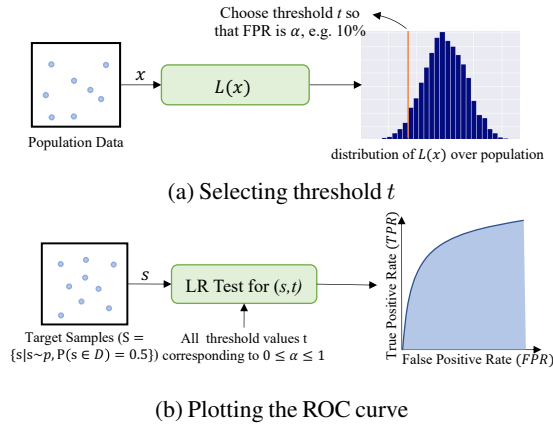 Choose threshold t so
that FPR is α, e.g. 10%
x
L(x)
Population Data
distribution of L(x) over population
(a) Selecting threshold t
s
LR Test for (s,t)
True Positive Rate (TPR)
Target Samples (S =
{s|s~p, P(s ∈ D) = 0.5})
All threshold values t
corresponding to 0 ≤ α ≤ 1
False Positive Rate (FPR)
(b) Plotting the ROC curve